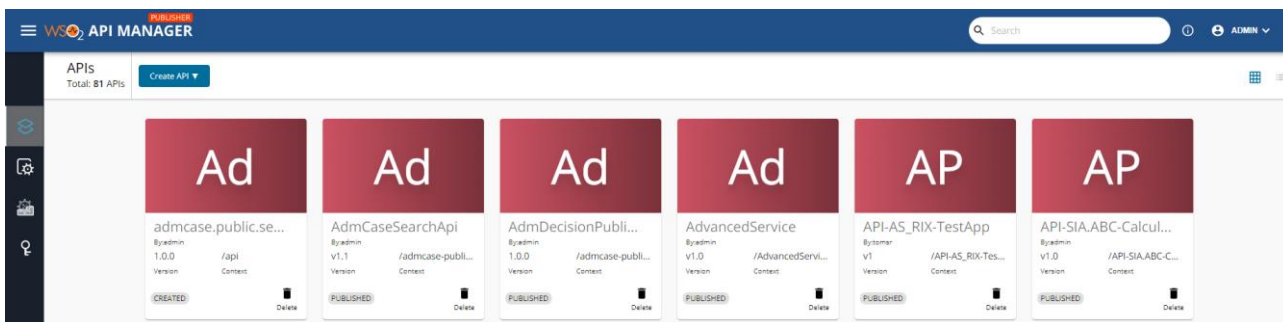 PUBLISHER
WSO2 API MANAGER
Search
ADMIN
APIs
Total: 81 APIs
Create API ▼
Ad
Ad
Ad
Ad
AP
AP
admcase.public.se...
AdmCaseSearchApi
AdmDecisionPubli...
AdvancedService
API-AS_RIX-TestApp
API-SIA.ABC-Calcul...
By:admin
By:admin
By:admin
By:admin
By:tomsr
By:admin
1.0.0 /api
v1.1 /admcase-publi...
1.0.0 /admcase-publi...
v1.0 /AdvancedServi...
v1 /API-AS_RIX-Tes...
v1.0 /API-SIA.ABC-C...
Version Context
Version Context
Version Context
Version Context
Version Context
Version Context
CREATED
PUBLISHED
PUBLISHED
PUBLISHED
PUBLISHED
PUBLISHED
Delete
Delete
Delete
Delete
Delete
Delete